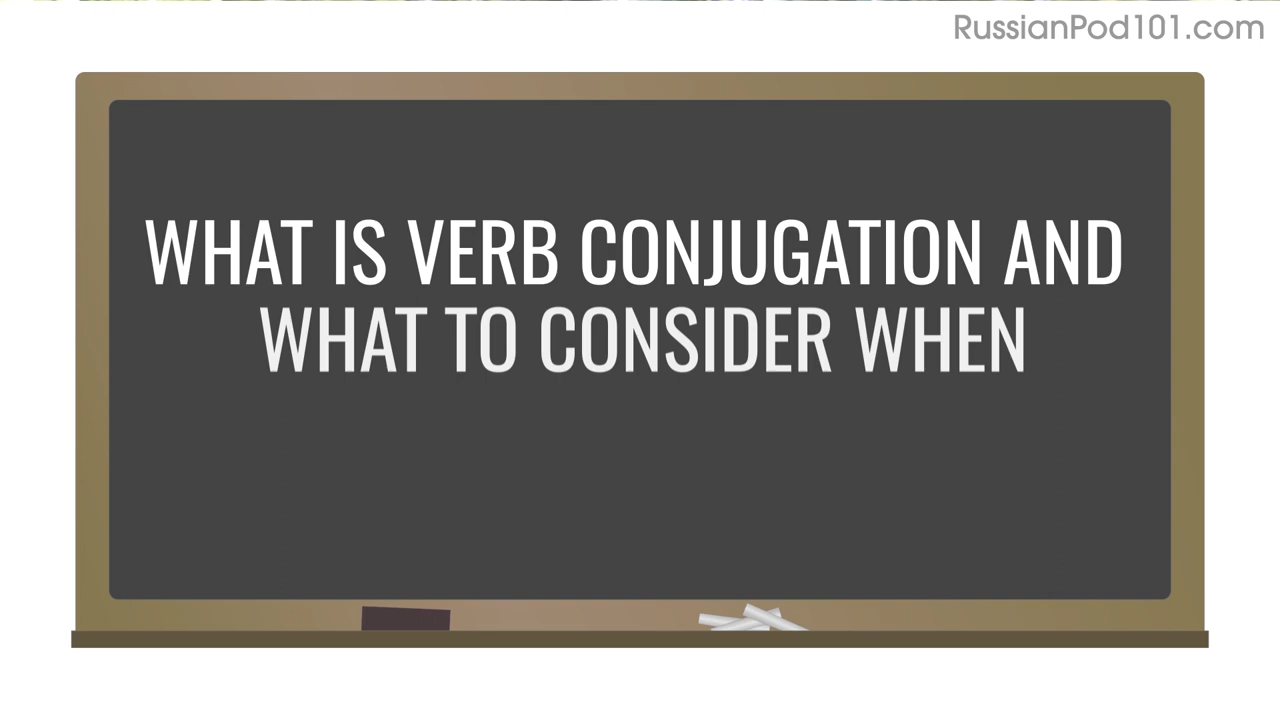 RussianPod101.com
WHAT IS VERB CONJUGATION AND
WHAT TO CONSIDER WHEN